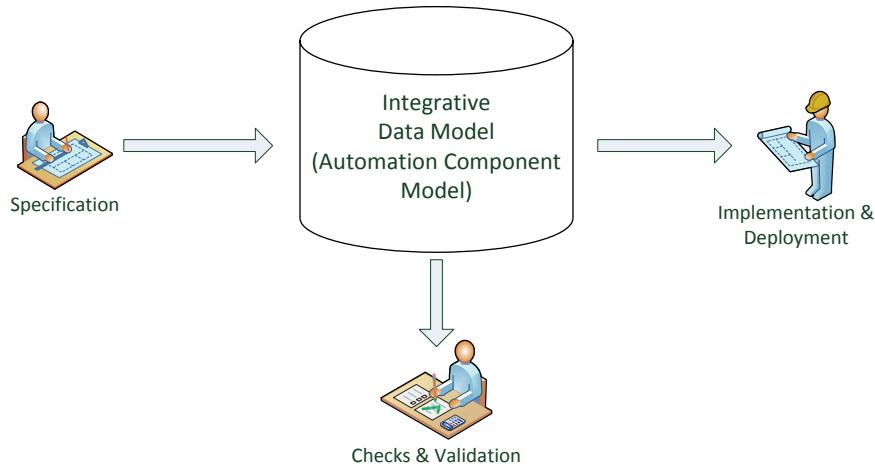 Integrative
Data Model
(Automation Component
Model)
Specification
Implementation &
Deployment
Checks & Validation